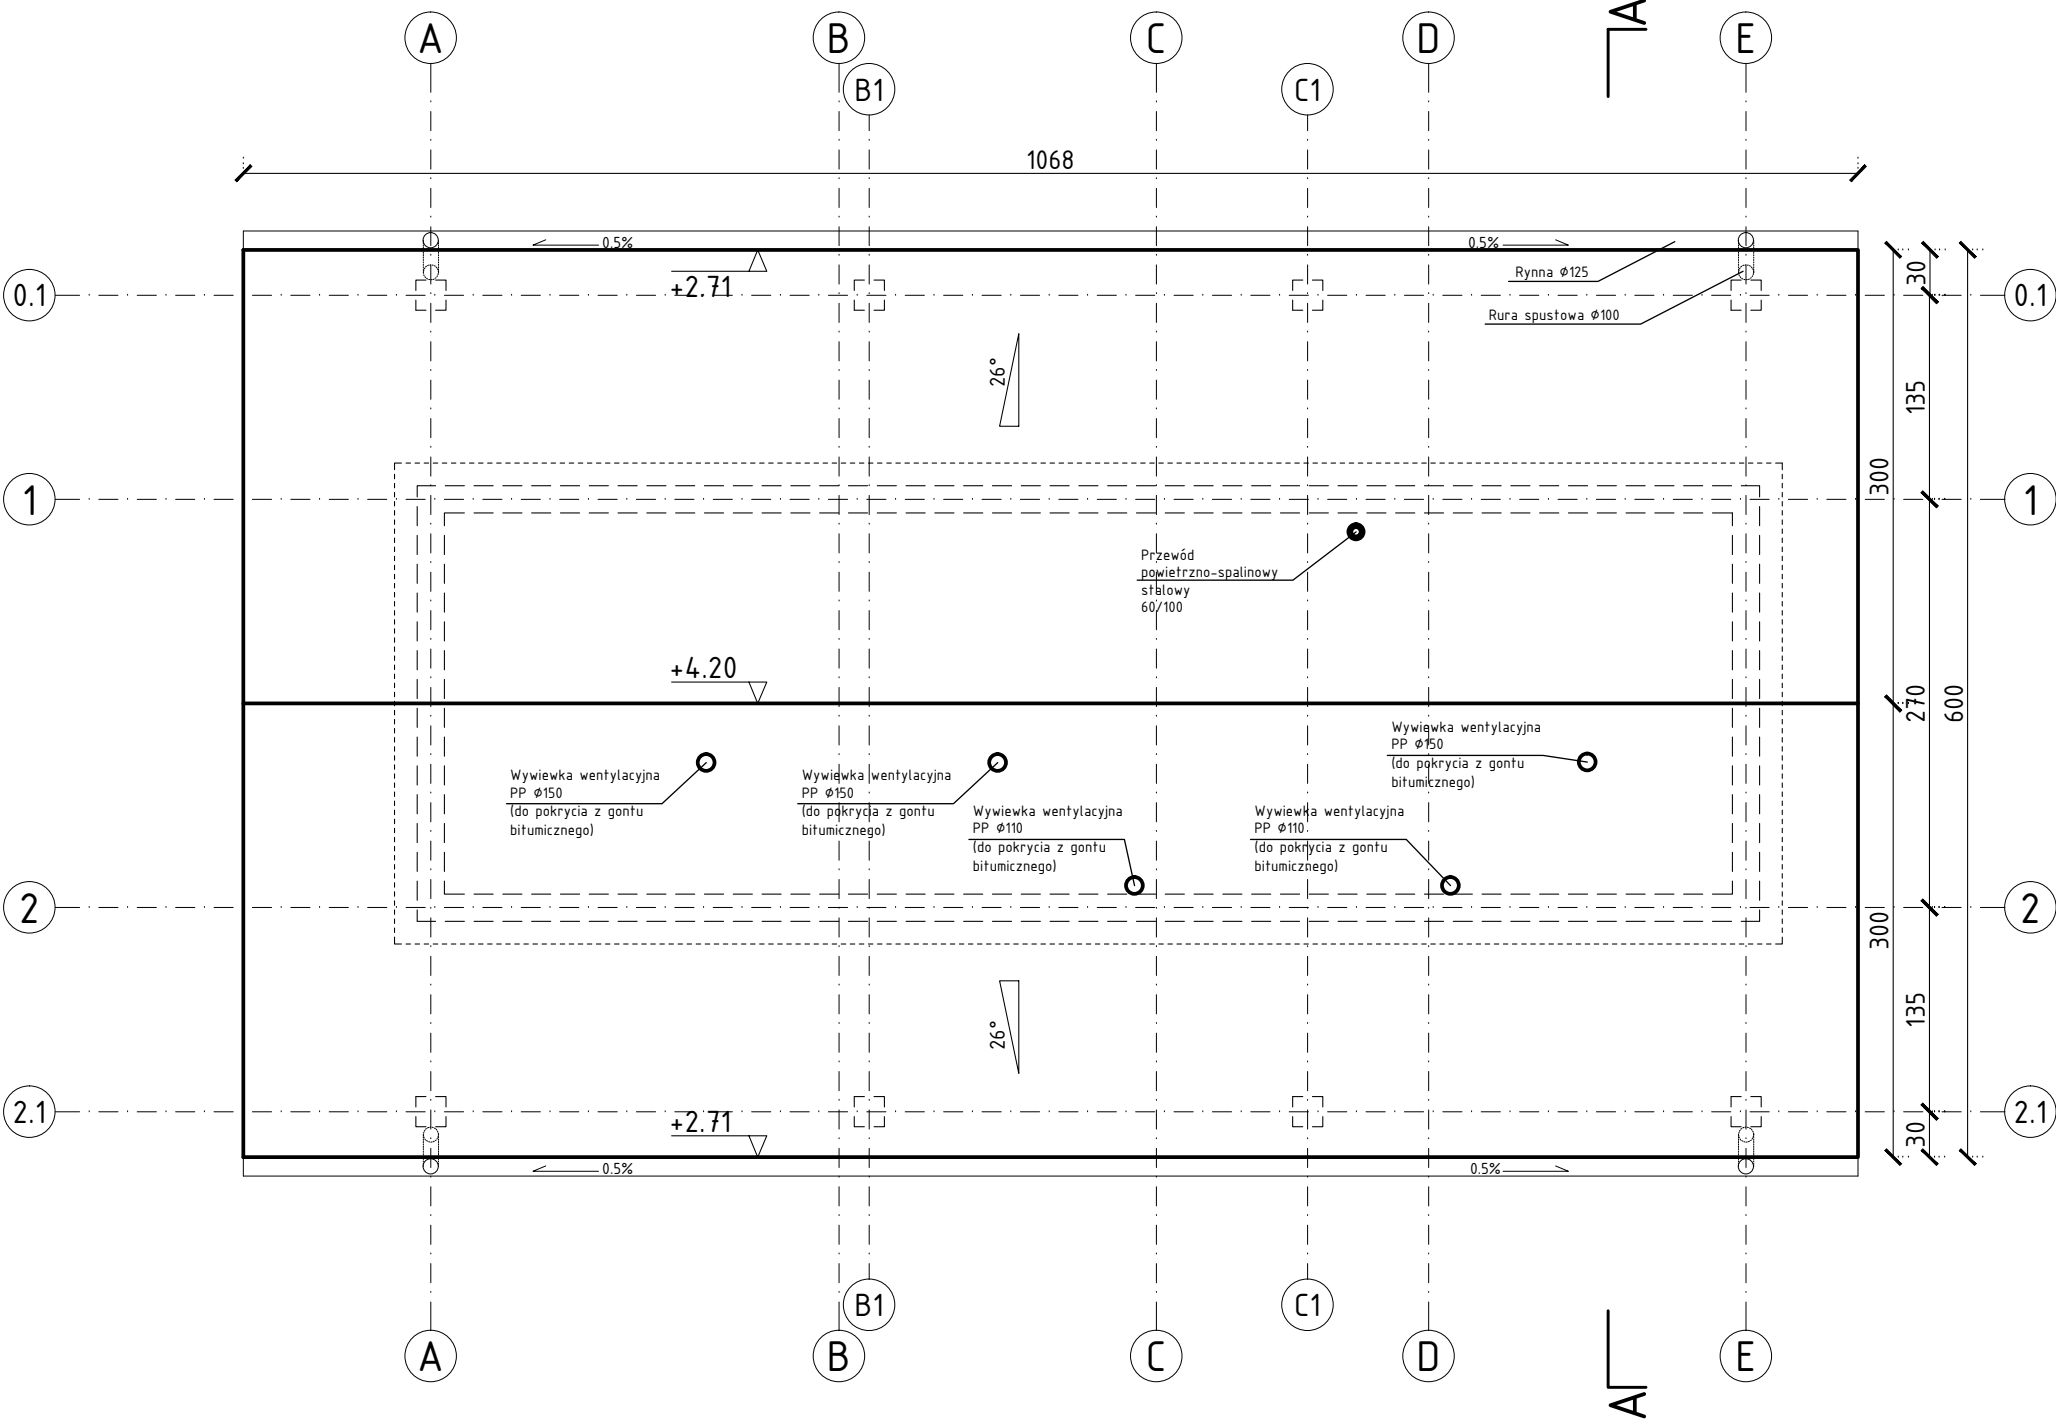 A
B
C
D
E
A
B1
C1
1068
0.5%
0.5%
0.1
+2.71
Rynna Ø125
30
0.1
Rura spustowa Ø100
26°
135
1
300
1
Przewód
powietrzno-spalinowy
stalowy
60/100
+4.20
270
600
Wywiewka wentylacyjna
PP Ø150
(do pokrycia z gontu
bitumicznego)
Wywiewka wentylacyjna
PP Ø150
(do pokrycia z gontu
bitumicznego)
Wywiewka wentylacyjna
PP Ø150
(do pokrycia z gontu
bitumicznego)
Wywiewka wentylacyjna
PP Ø110
(do pokrycia z gontu
bitumicznego)
Wywiewka wentylacyjna
PP Ø110
(do pokrycia z gontu
bitumicznego)
2
300
2
26°
135
2.1
+2.71
30
2.1
0.5%
0.5%
B1
C1
A
B
C
D
E
A